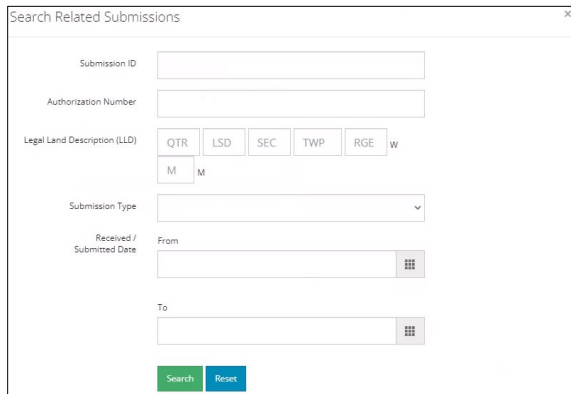 Search Related Submissions ×
Submission ID
Authorization Number
Legal Land Description (LLD) QTR LSD SEC TWP RGE W
M M
Submission Type
Received / From
Submitted Date
To
Search Reset